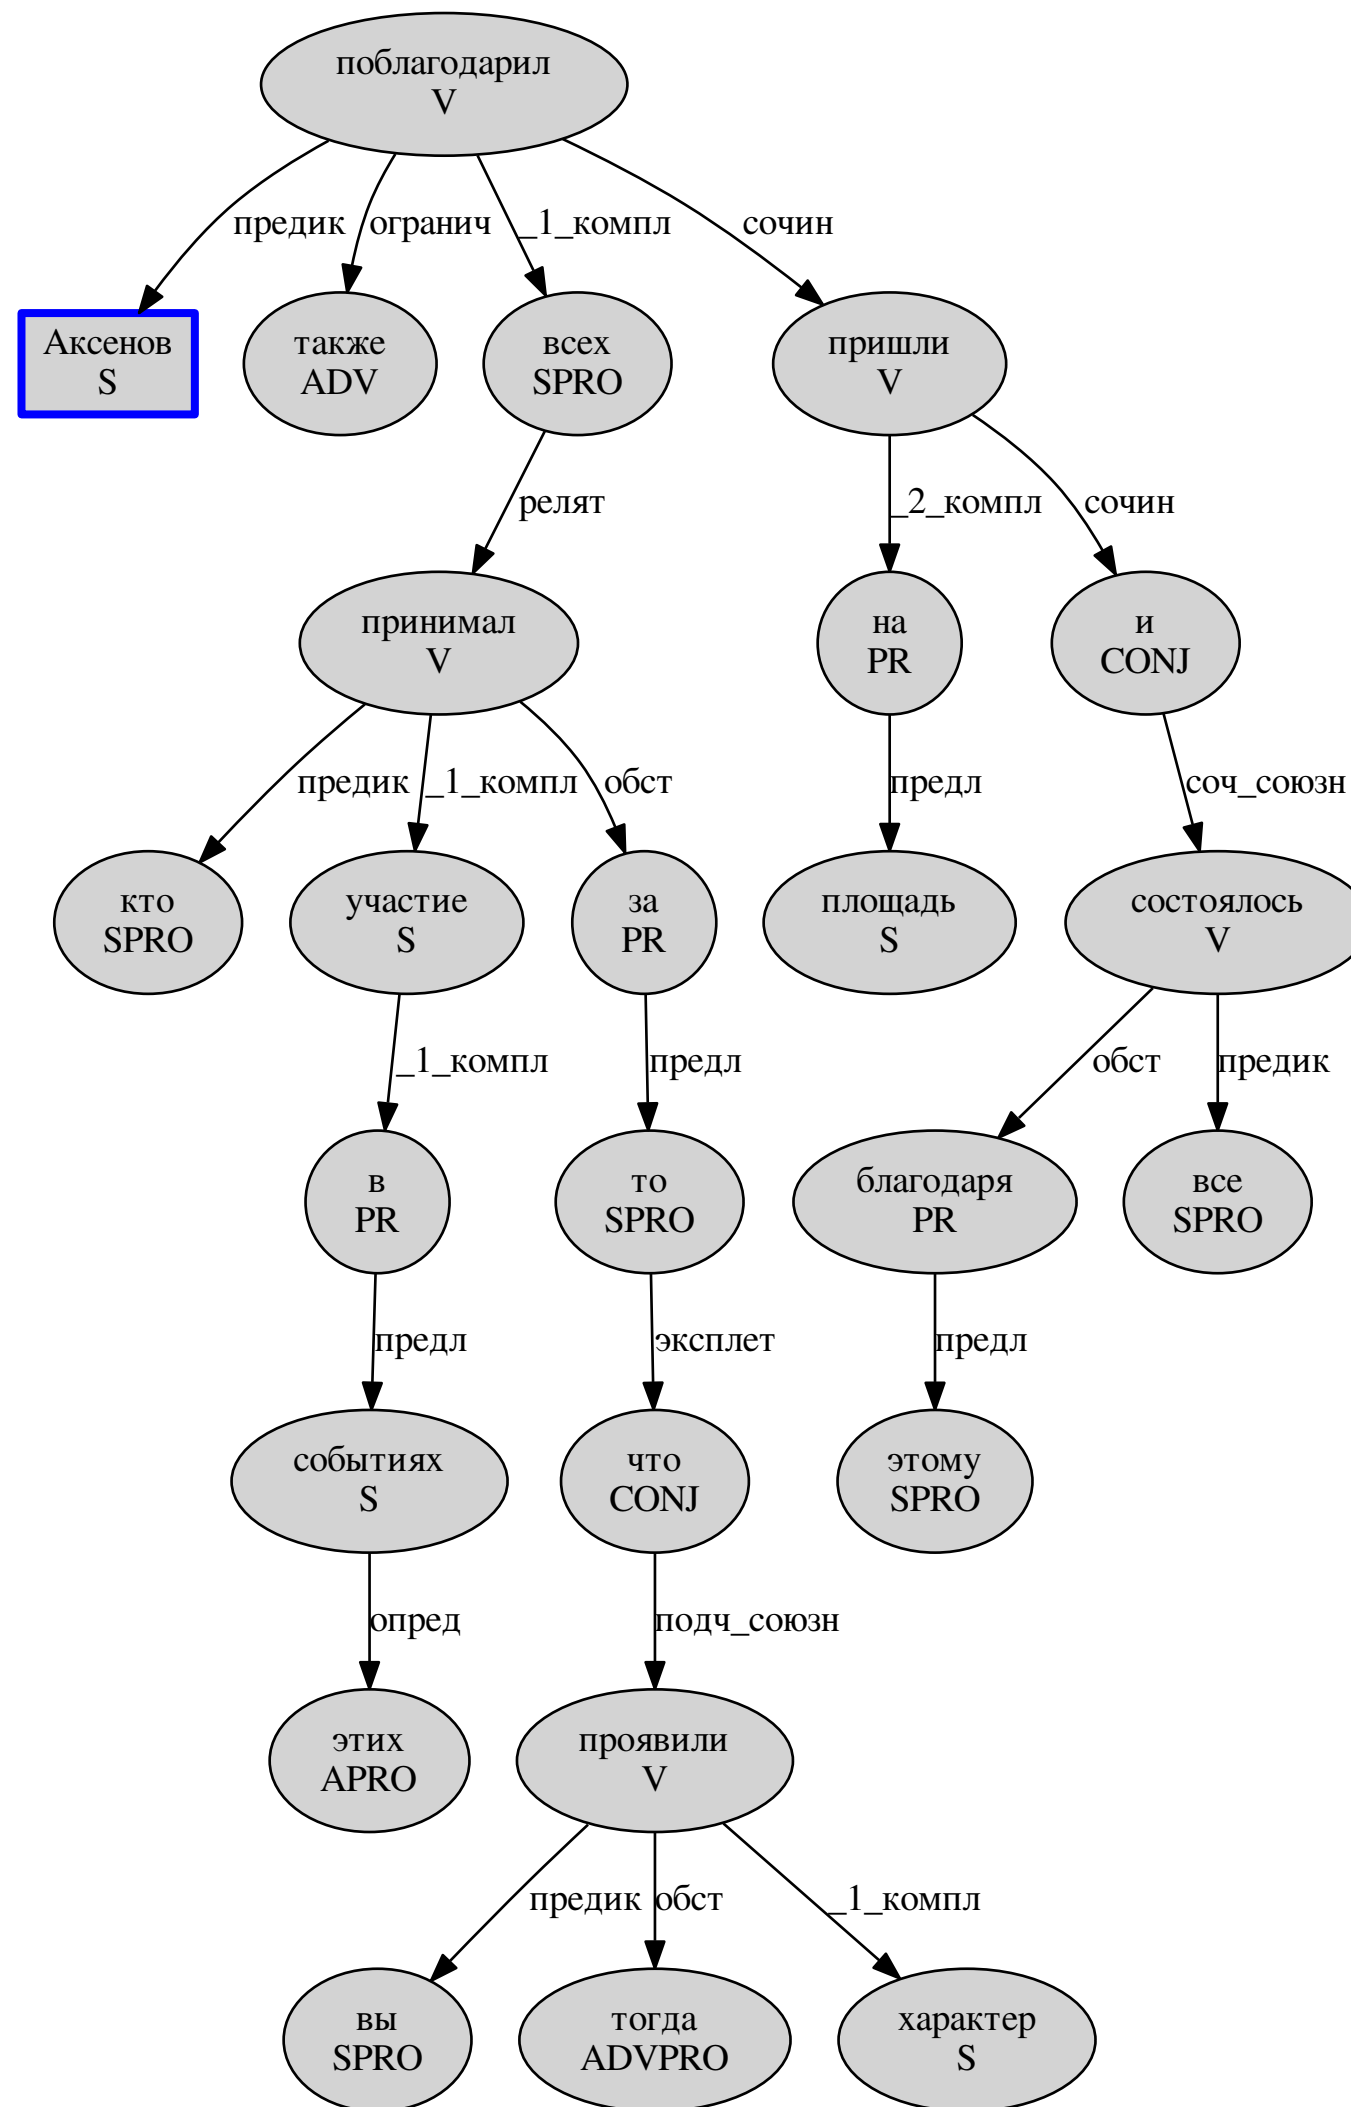 поблагодарил
V
предик
огранич
_1_компл
сочин
Аксенов
S
также
ADV
всех
SPRO
пришли
V
релят
_2_компл
сочин
принимал
V
на
PR
и
CONJ
предик
_1_компл
обст
предл
соч_союзн
кто
SPRO
участие
S
за
PR
площадь
S
состоялось
V
_1_компл
предл
обст
предик
в
PR
то
SPRO
благодаря
PR
все
SPRO
предл
эксплет
предл
событиях
S
что
CONJ
этому
SPRO
опред
подч_союзн
этих
APRO
проявили
V
предик
обст
_1_компл
вы
SPRO
тогда
ADVPRO
характер
S